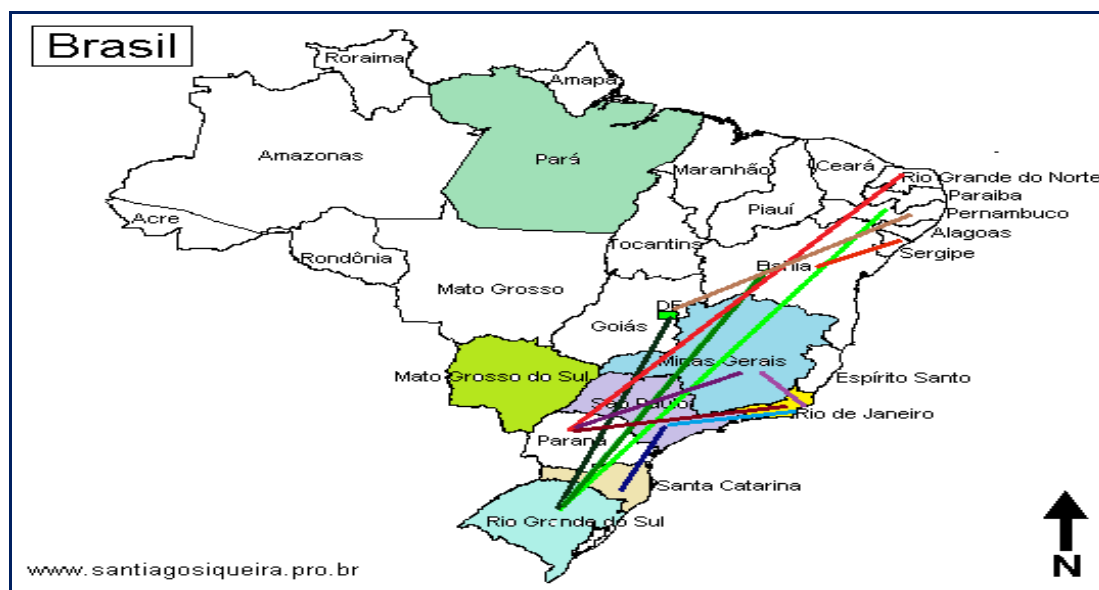 Brasil
Roraima
Amapá
Amazonas
Pará
Maranhão
Ceará
Rio Grande do Norte
Paraiba
Pernambuco
Alagoas
Sergipe
Piauí
Acre
Rondônia
Tocantins
Bahia
Mato Grosso
DF
Goiás
Minas Gerais
Mato Grosso do Sul
Espírito Santo
São Paulo
Rio de Janeiro
Paraná
Santa Catarina
Rio Grande do Sul
www.santiagosiqueira.pro.br
N